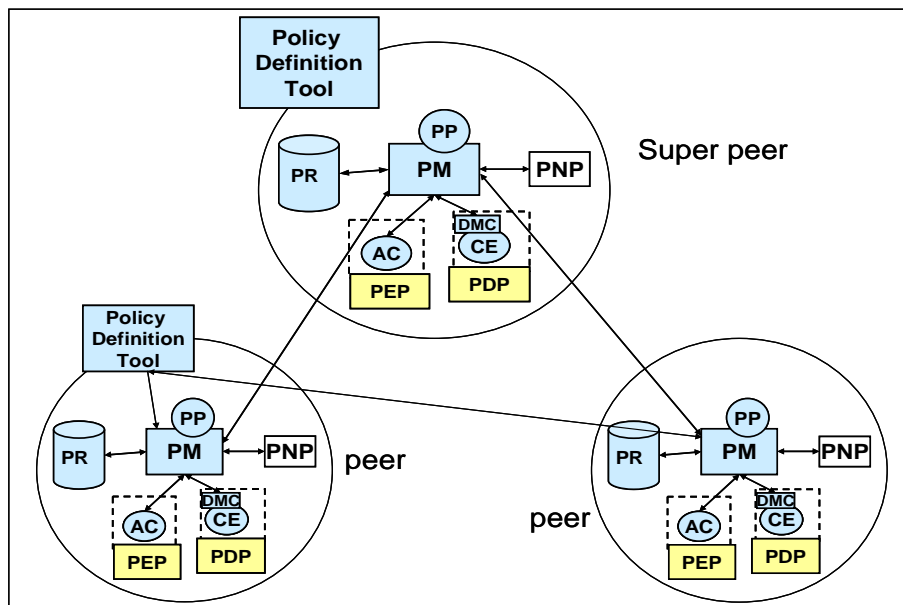 Policy
Definition
Tool
PP
Super peer
PR
PM
PNP
DMC
AC
CE
PEP
PDP
Policy
Definition
Tool
PP
PR
PM
PNP
peer
DMC
AC
CE
PEP
PDP
PP
PR
PM
PNP
peer
DMC
AC
CE
PEP
PDP